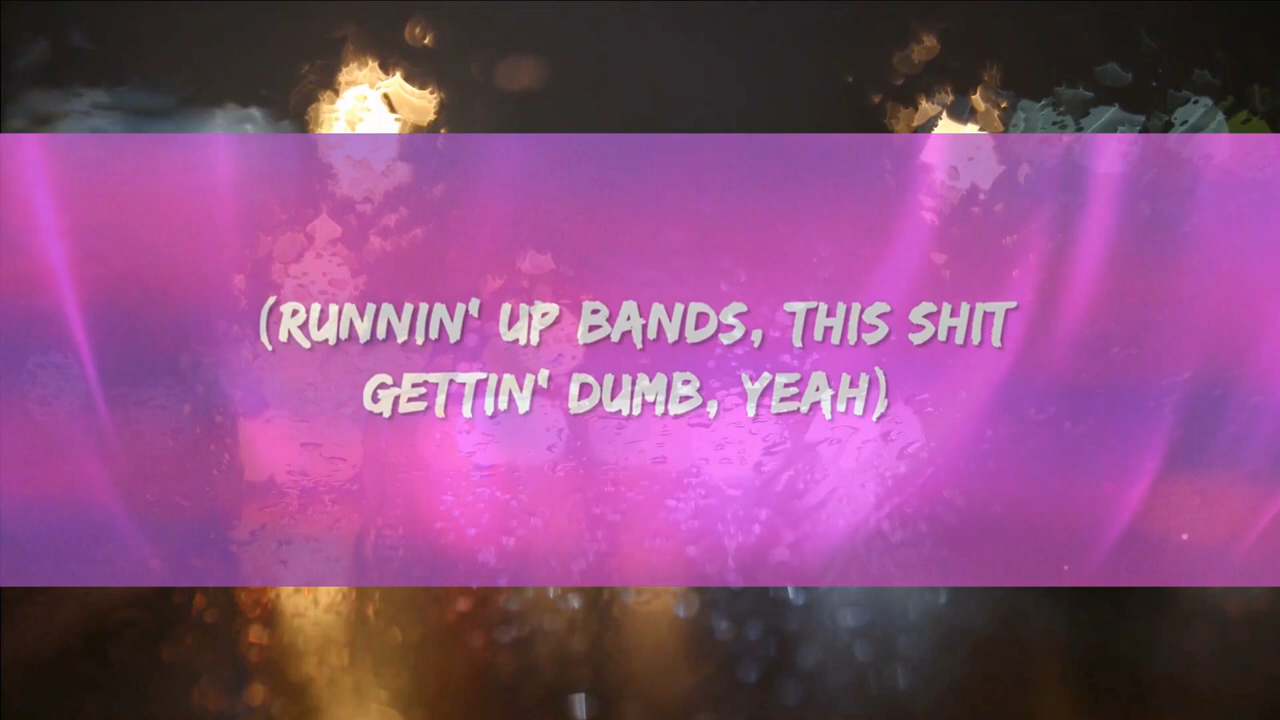 (RUNNIN' UP BANDS, THIS SHIT
GETTIN' DUMB, YEAH)